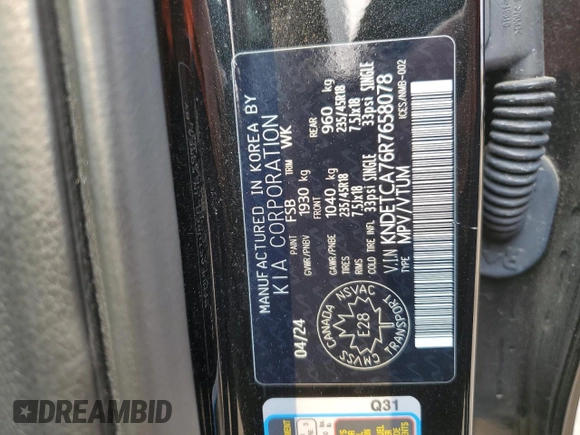 MANUFACTURED IN KOREA BY
KIA CORPORATION
04/24
PAINT FSB TRIM WK
GVWR/PNBV 1930 kg
FRONT REAR
GAWR/PNBE 1040 kg 960 kg
TIRES 235/45R18 235/45R18
RIMS 7.5Jx18 7.5Jx18
COLD TIRE INFL. 33psi SINGLE 33psi SINGLE
VIN KNDETCA76R7658078
TYPE MPV/VTUM
ICES/NMB-002
CANADA NSVAC
E28
CMVSS TRANSPORT
Q31
DREAMBID